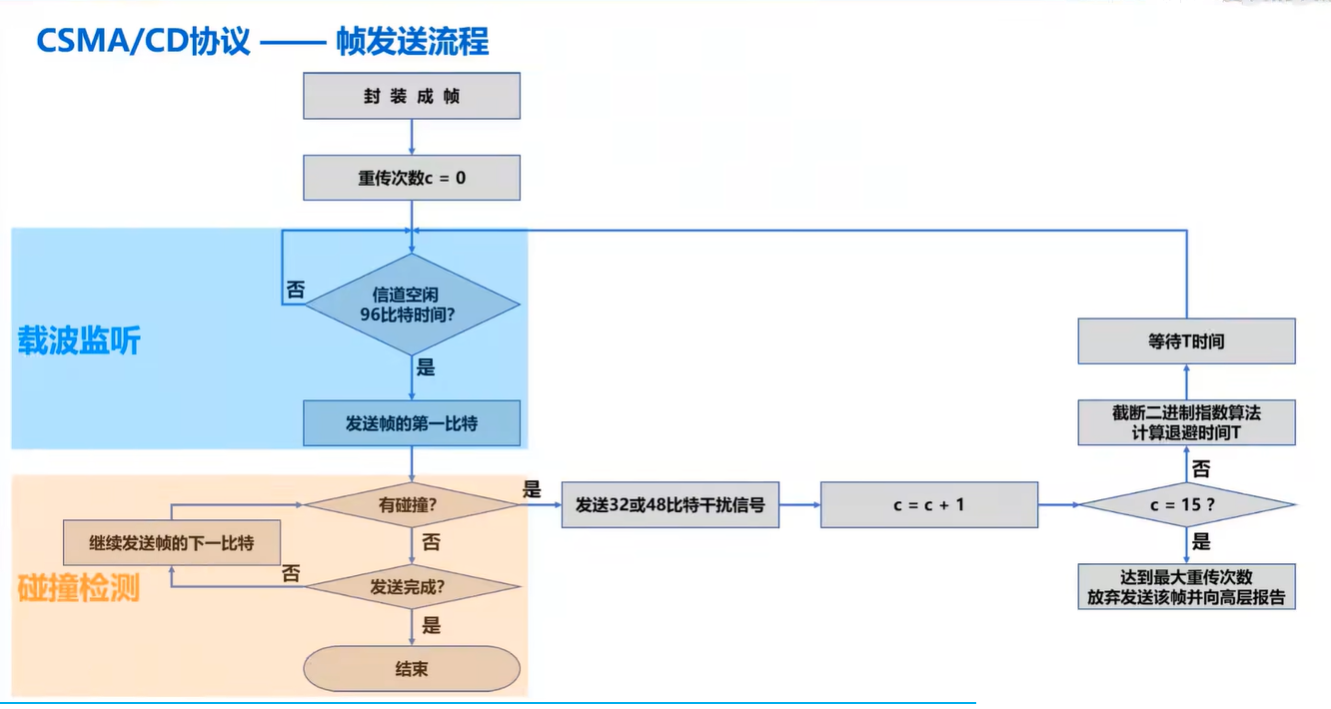 CSMA/CD协议 —— 帧发送流程
封 装 成 帧
重传次数c = 0
载波监听
否
信道空闲
96比特时间?
是
发送帧的第一比特
碰撞检测
有碰撞?
是
否
继续发送帧的下一比特
发送完成?
否
是
结束
发送32或48比特干扰信号
c = c + 1
c = 15 ?
否
截断二进制指数算法
计算退避时间T
等待T时间
是
达到最大重传次数
放弃发送该帧并向高层报告